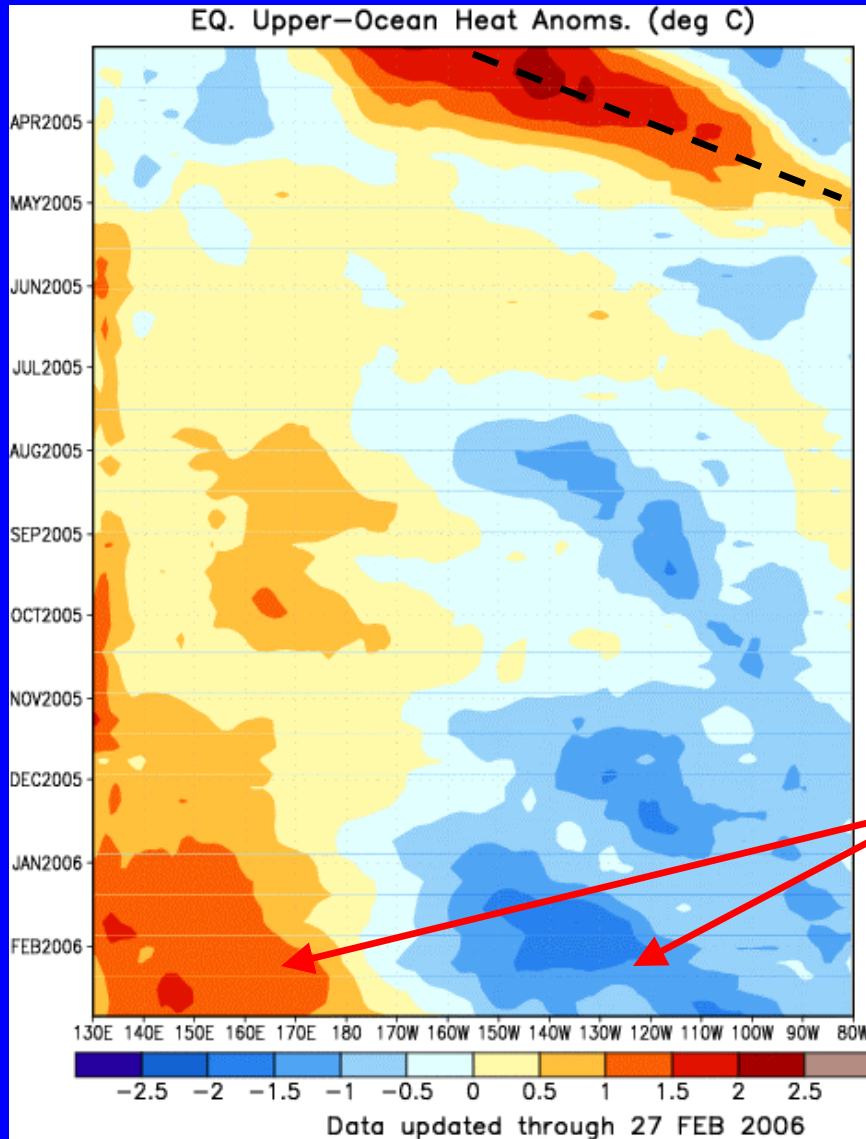 EQ. Upper-Ocean Heat Anoms. (deg C)
APR2005
MAY2005
JUN2005
JUL2005
AUG2005
SEP2005
OCT2005
NOV2005
DEC2005
JAN2006
FEB2006
130E 140E 150E 160E 170E 180 170W 160W 150W 140W 130W 120W 110W 100W 90W 80W
-2.5 -2 -1.5 -1 -0.5 0 0.5 1 1.5 2 2.5
Data updated through 27 FEB 2006